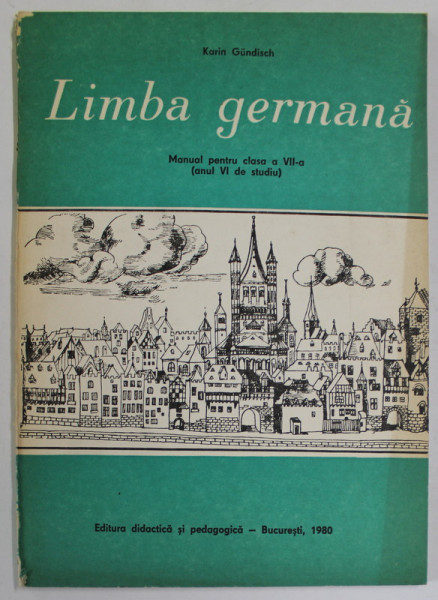 Karin Gündisch
Limba germană
Manual pentru clasa a VII-a
(anul VI de studiu)
Editura didactică și pedagogică — București, 1980